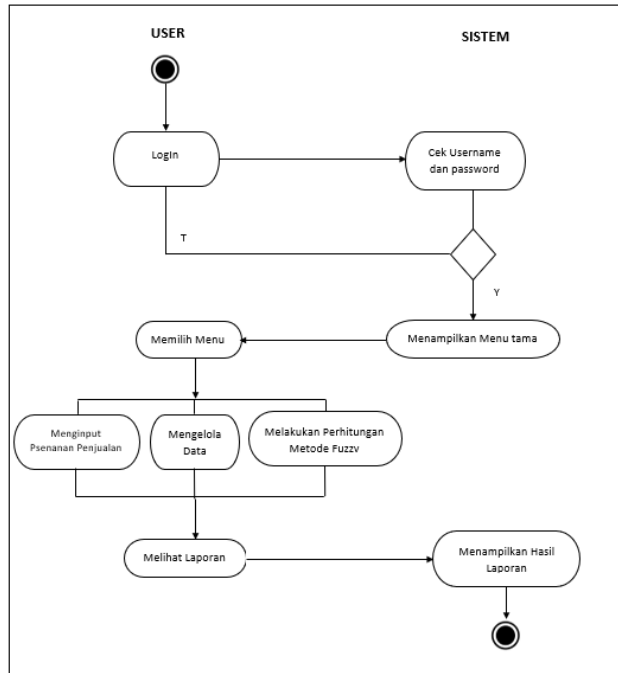 USER
SISTEM
LogIn
Cek Username
dan password
T
Y
Memilih Menu
Menampilkan Menu tama
Menginput
Psenanan Penjualan
Mengelola
Data
Melakukan Perhitungan
Metode Fuzzv
Melihat Laporan
Menampilkan Hasil
Laporan